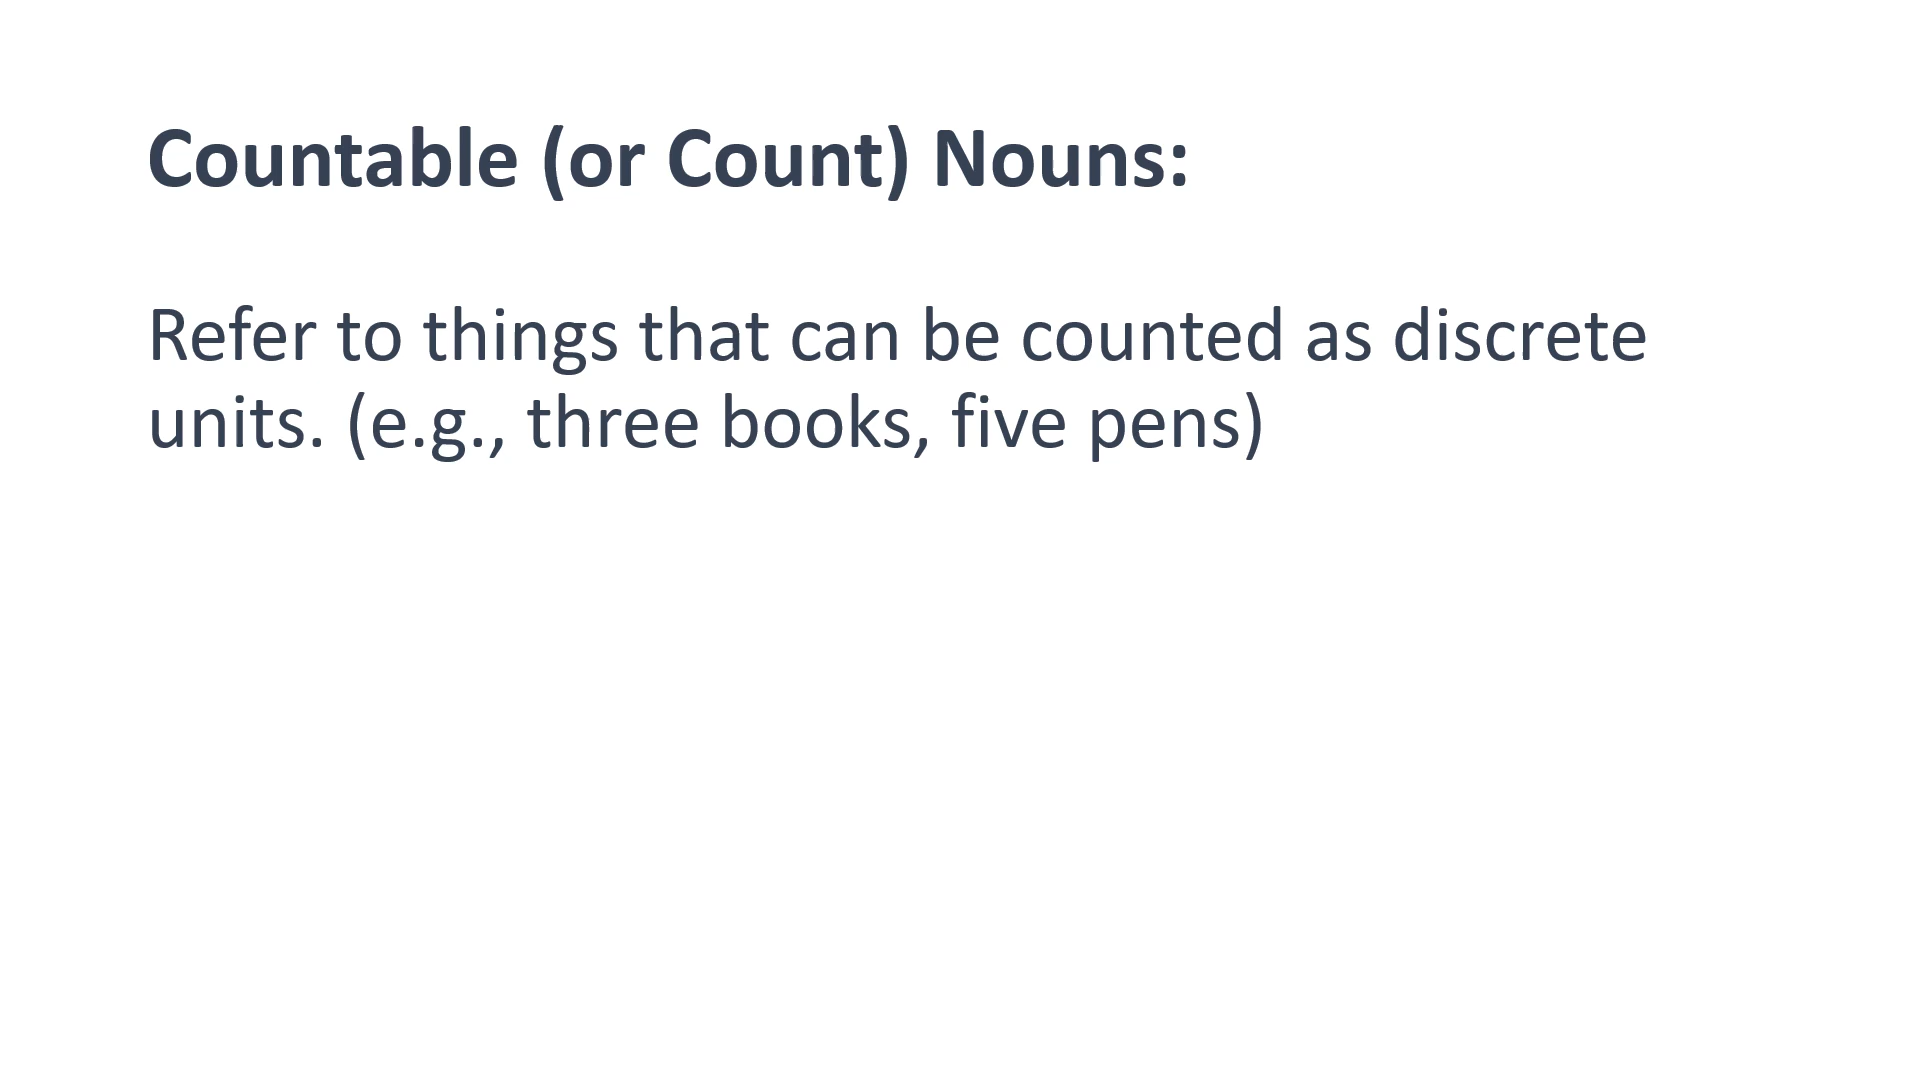 Countable (or Count) Nouns:
Refer to things that can be counted as discrete
units. (e.g., three books, five pens)